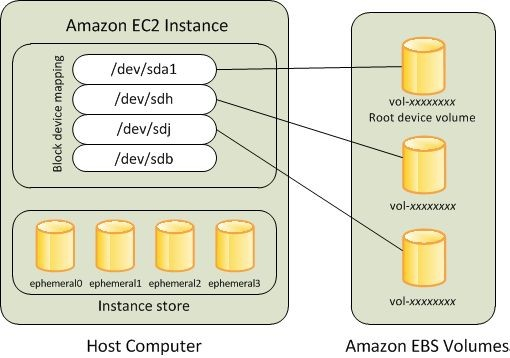 Amazon EC2 Instance
Block device mapping
/dev/sda1
/dev/sdh
/dev/sdj
/dev/sdb
ephemeral0 ephemeral1 ephemeral2 ephemeral3
Instance store
Host Computer
vol-xxxxxxxx
Root device volume
vol-xxxxxxxx
vol-xxxxxxxx
Amazon EBS Volumes